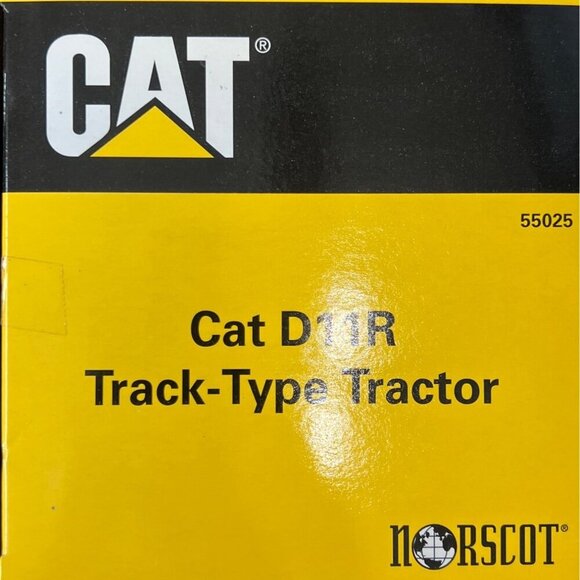 CAT®
55025
Cat D11R
Track-Type Tractor
NORSCOT®